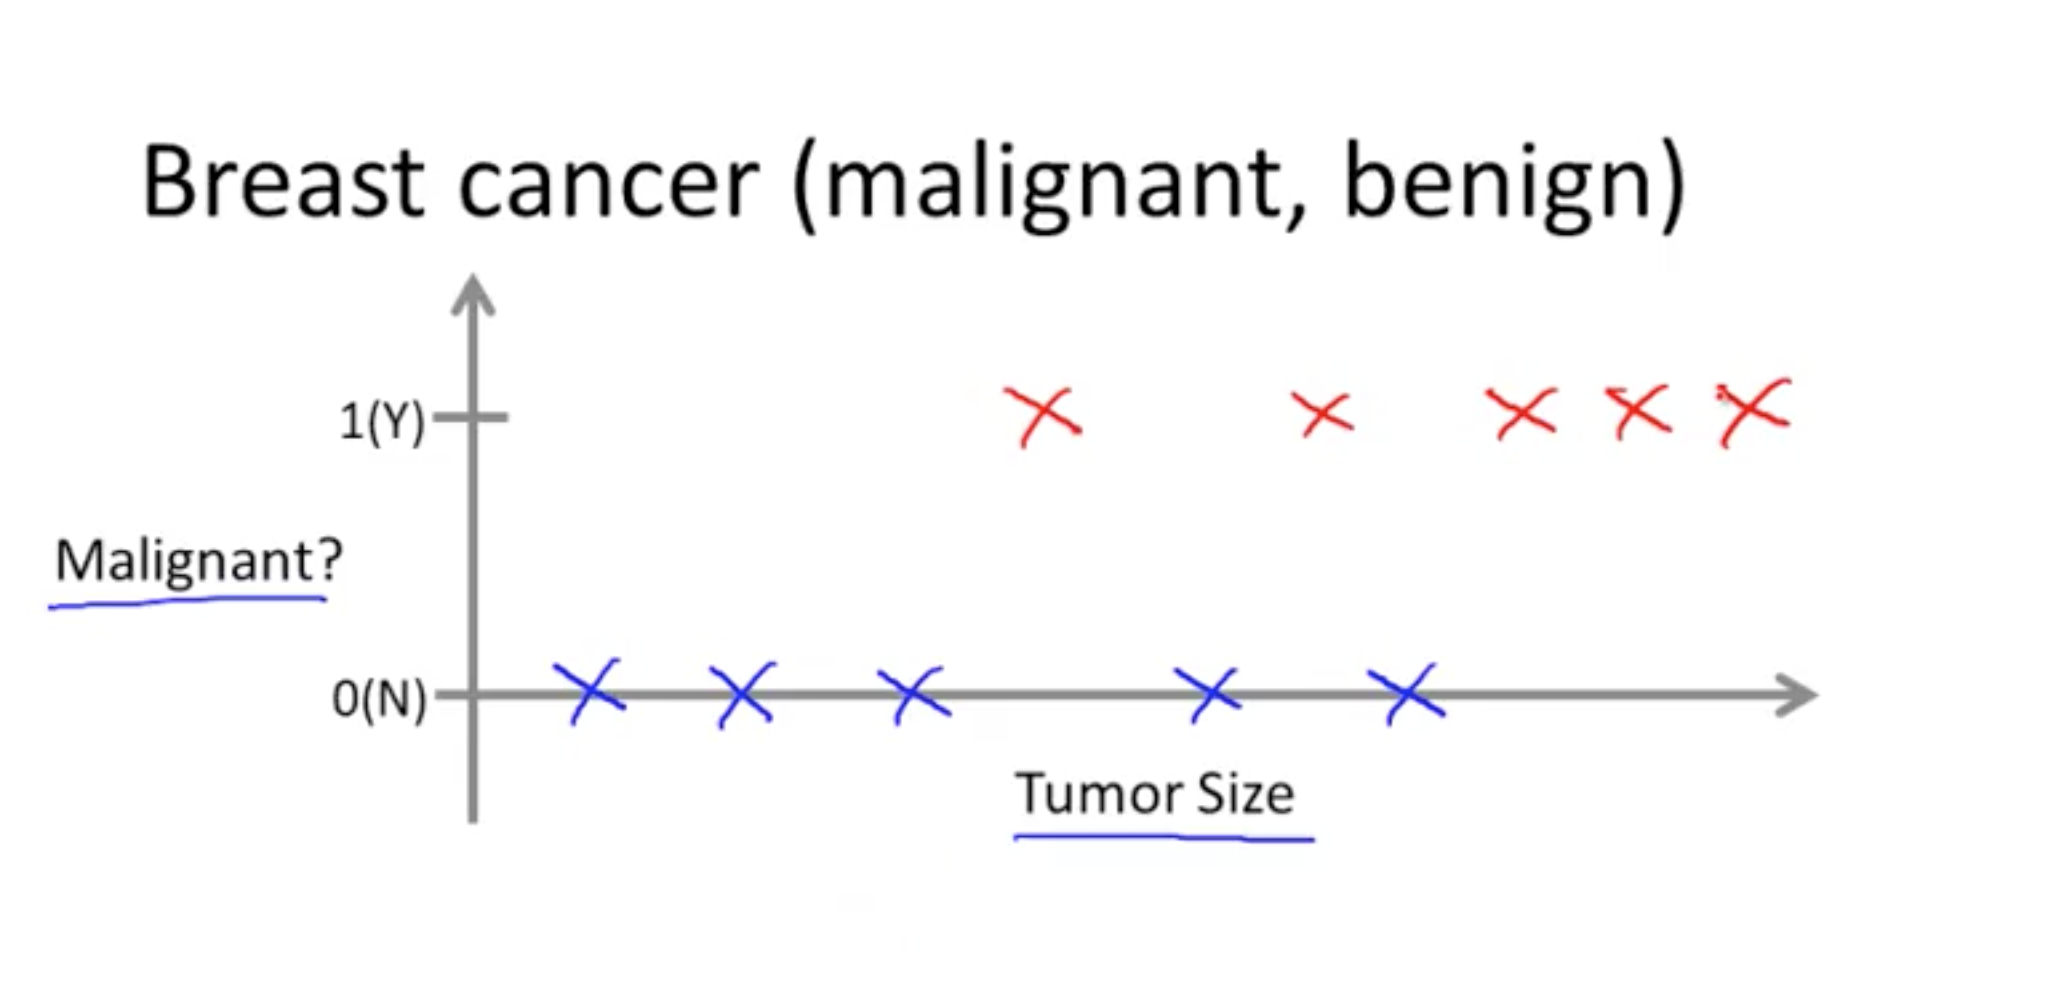 Breast cancer (malignant, benign)
1(Y)
Malignant?
0(N)
Tumor Size